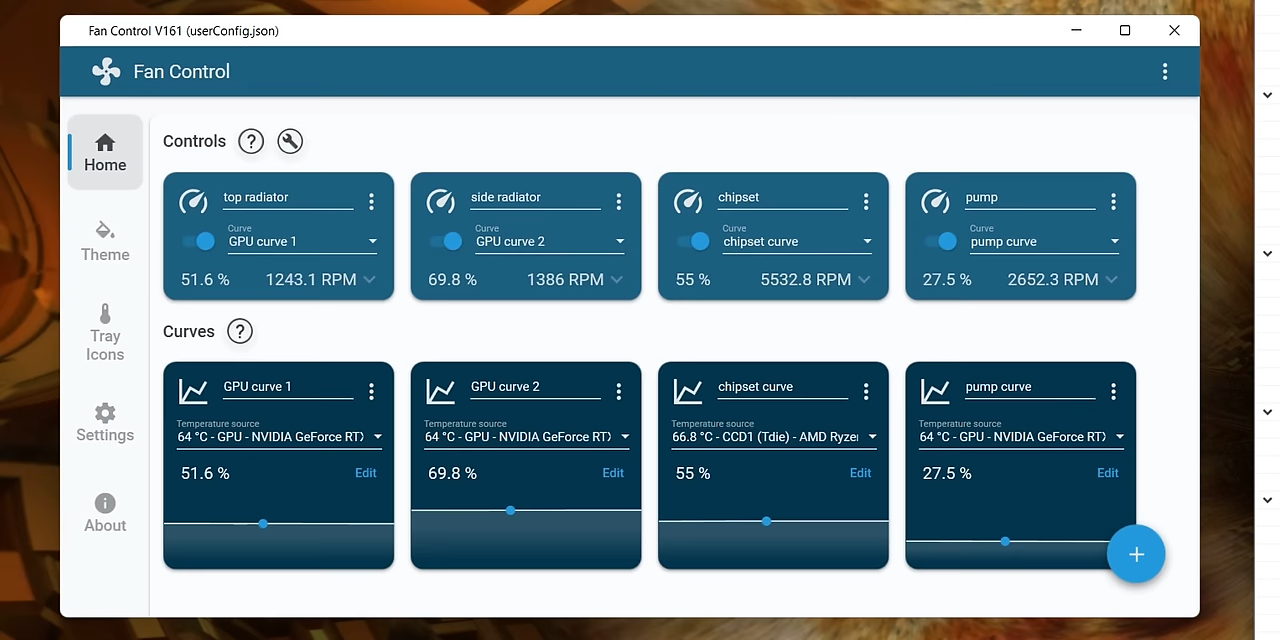 Fan Control V161 (userConfig.json)
Fan Control
Home
Theme
Tray
Icons
Settings
About
Controls ?
top radiator
Curve
GPU curve 1
51.6 % 1243.1 RPM
side radiator
Curve
GPU curve 2
69.8 % 1386 RPM
chipset
Curve
chipset curve
55 % 5532.8 RPM
pump
Curve
pump curve
27.5 % 2652.3 RPM
Curves ?
GPU curve 1
Temperature source
64 °C - GPU - NVIDIA GeForce RTX
51.6 % Edit
GPU curve 2
Temperature source
64 °C - GPU - NVIDIA GeForce RTX
69.8 % Edit
chipset curve
Temperature source
66.8 °C - CCD1 (Tdie) - AMD Ryzen
55 % Edit
pump curve
Temperature source
64 °C - GPU - NVIDIA GeForce RTX
27.5 % Edit
+